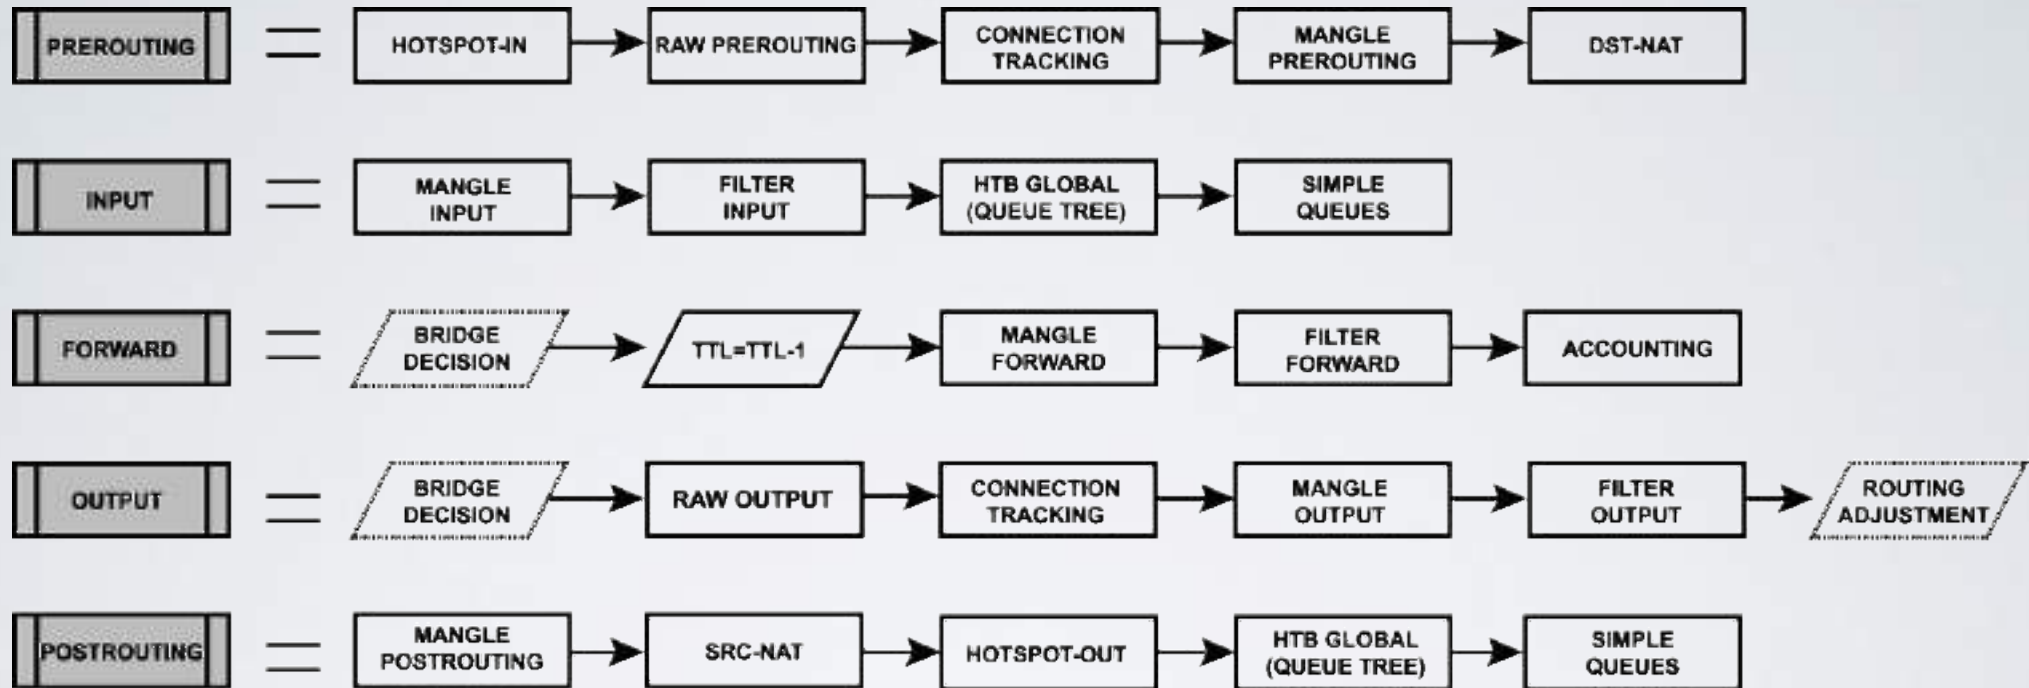 PREROUTING
HOTSPOT-IN
RAW PREROUTING
CONNECTION
TRACKING
MANGLE
PREROUTING
DST-NAT
INPUT
MANGLE
INPUT
FILTER
INPUT
HTB GLOBAL
(QUEUE TREE)
SIMPLE
QUEUES
FORWARD
BRIDGE
DECISION
TTL=TTL-1
MANGLE
FORWARD
FILTER
FORWARD
ACCOUNTING
OUTPUT
BRIDGE
DECISION
RAW OUTPUT
CONNECTION
TRACKING
MANGLE
OUTPUT
FILTER
OUTPUT
ROUTING
ADJUSTMENT
POSTROUTING
MANGLE
POSTROUTING
SRC-NAT
HOTSPOT-OUT
HTB GLOBAL
(QUEUE TREE)
SIMPLE
QUEUES